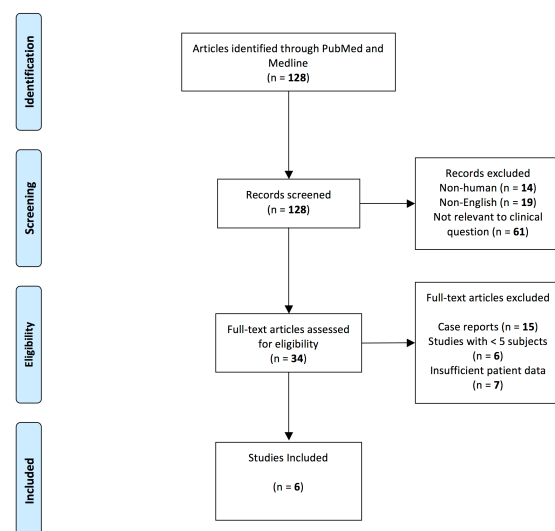 Identification
Articles identified through PubMed and
Medline
(n = 128)
Screening
Records screened
(n = 128)
Records excluded
Non-human (n = 14)
Non-English (n = 19)
Not relevant to clinical
question (n = 61)
Eligibility
Full-text articles assessed
for eligibility
(n = 34)
Full-text articles excluded
Case reports (n = 15)
Studies with < 5 subjects
(n = 6)
Insufficient patient data
(n = 7)
Included
Studies Included
(n = 6)